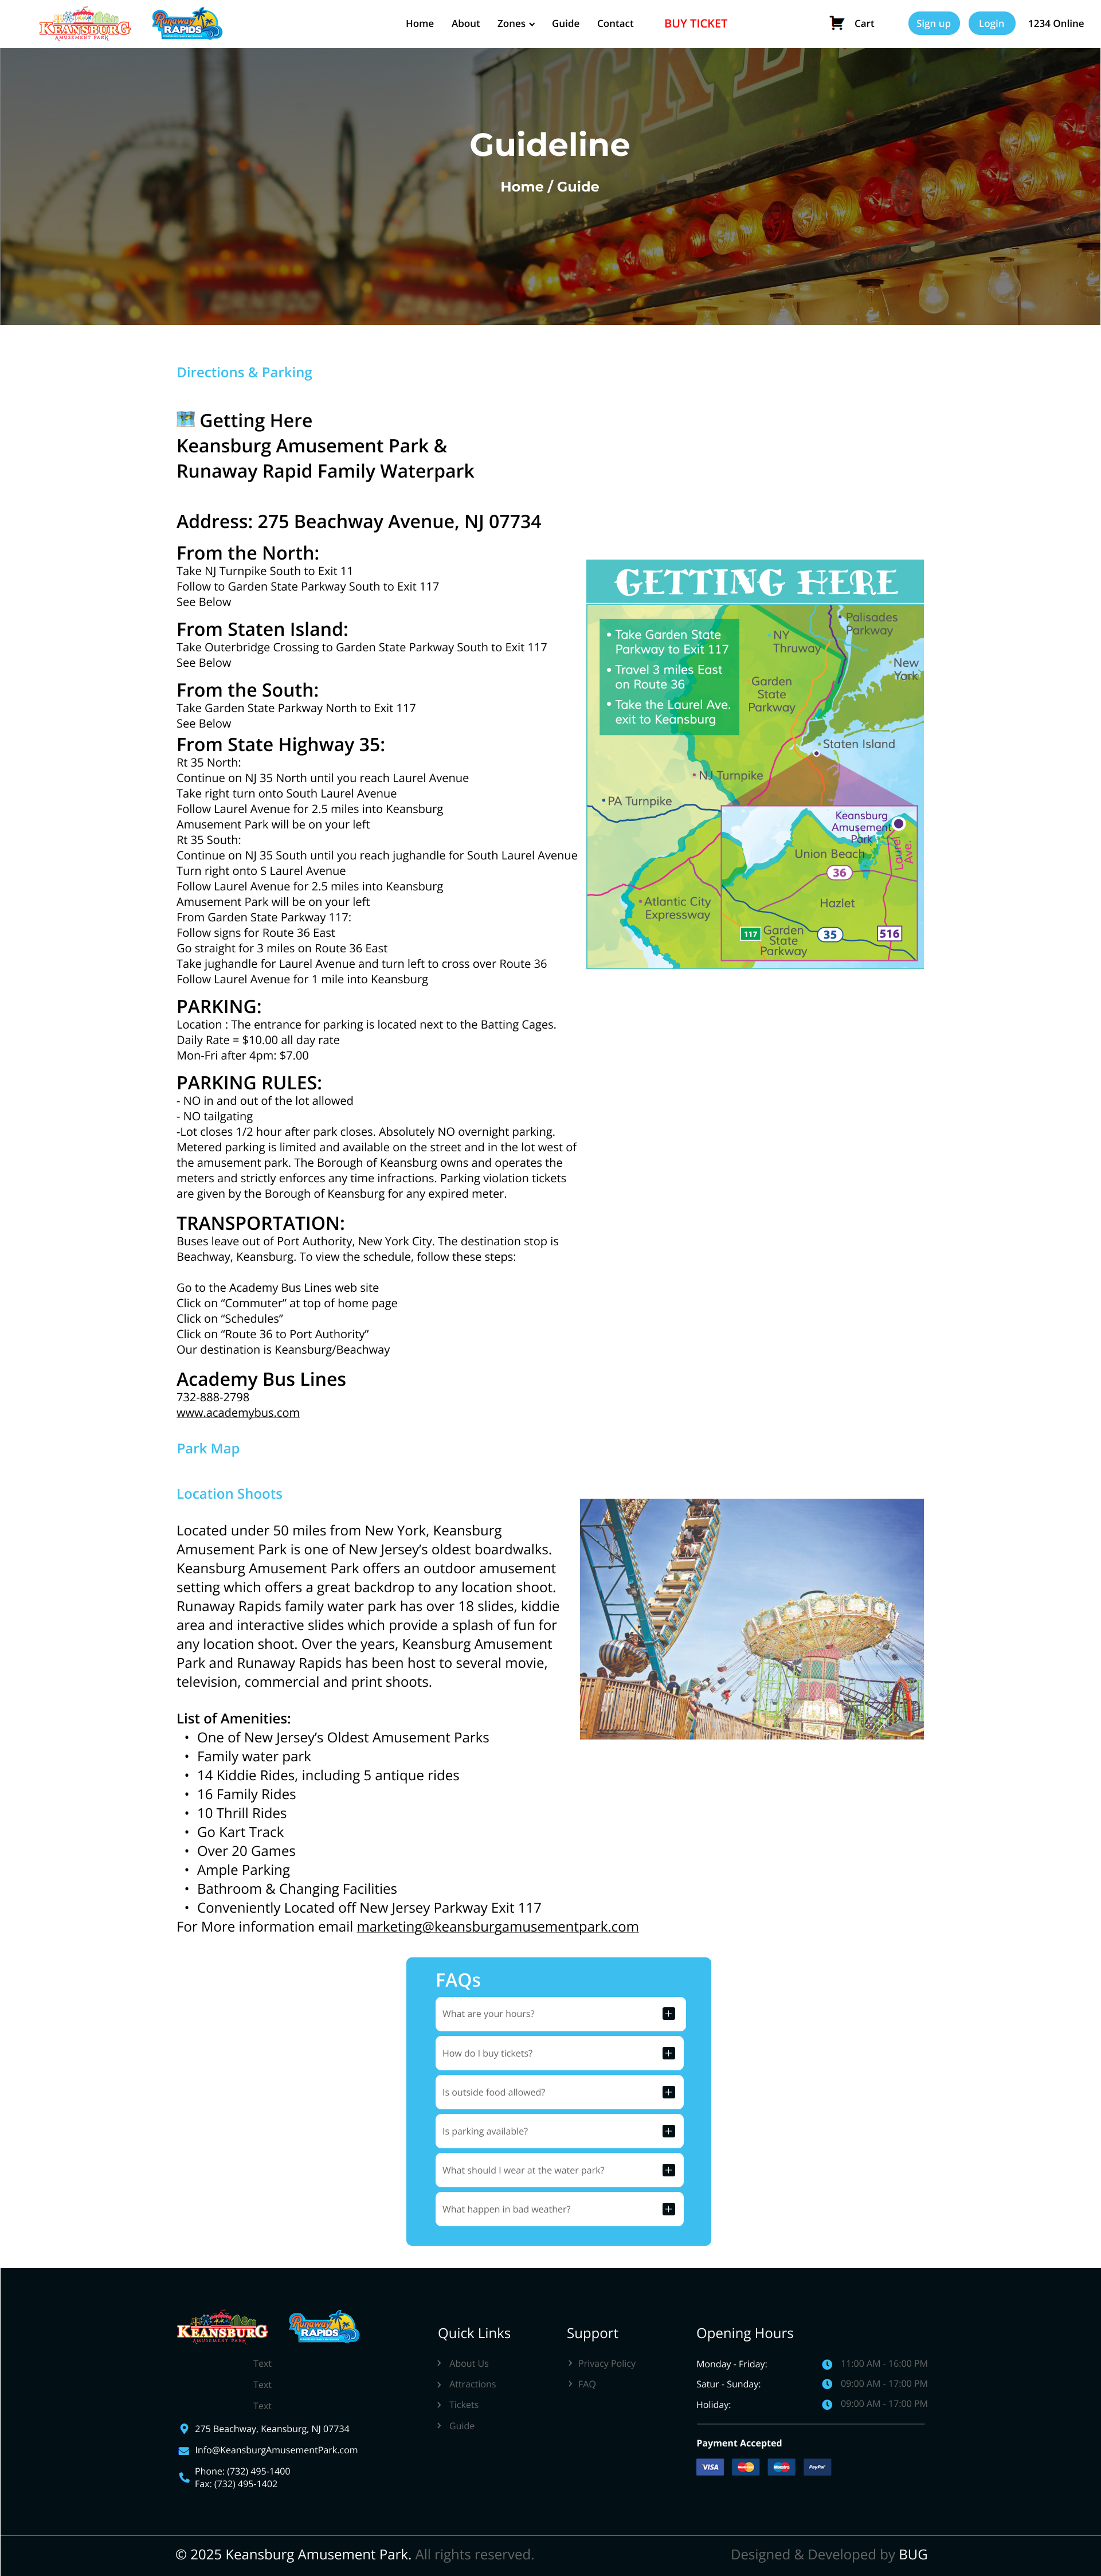 KEANSBURG
AMUSEMENT PARK
Runaway
RAPIDS
Home About Zones Guide Contact BUY TICKET Cart Sign up Login 1234 Online
TICKE
Guideline
Home / Guide
Directions & Parking
Getting Here
Keansburg Amusement Park &
Runaway Rapid Family Waterpark
Address: 275 Beachway Avenue, NJ 07734
From the North:
Take NJ Turnpike South to Exit 11
Follow to Garden State Parkway South to Exit 117
See Below
From Staten Island:
Take Outerbridge Crossing to Garden State Parkway South to Exit 117
See Below
From the South:
Take Garden State Parkway North to Exit 117
See Below
From State Highway 35:
Rt 35 North:
Continue on NJ 35 North until you reach Laurel Avenue
Take right turn onto South Laurel Avenue
Follow Laurel Avenue for 2.5 miles into Keansburg
Amusement Park will be on your left
Rt 35 South:
Continue on NJ 35 South until you reach jughandle for South Laurel Avenue
Turn right onto S Laurel Avenue
Follow Laurel Avenue for 2.5 miles into Keansburg
Amusement Park will be on your left
From Garden State Parkway 117:
Follow signs for Route 36 East
Go straight for 3 miles on Route 36 East
Take jughandle for Laurel Avenue and turn left to cross over Route 36
Follow Laurel Avenue for 1 mile into Keansburg
GETTING HERE
• Take Garden State
Parkway to Exit 117
• Travel 3 miles East
on Route 36
• Take the Laurel Ave.
exit to Keansburg
Palisades
Parkway
NY
Thruway
New
York
Garden
State
Parkway
Staten Island
NJ Turnpike
PA Turnpike
Keansburg
Amusement
Park
Laurel
Ave.
Union Beach
36
Atlantic City
Expressway
Hazlet
117
Garden
State
Parkway
35
516
PARKING:
Location : The entrance for parking is located next to the Batting Cages.
Daily Rate = $10.00 all day rate
Mon-Fri after 4pm: $7.00
PARKING RULES:
- NO in and out of the lot allowed
- NO tailgating
-Lot closes 1/2 hour after park closes. Absolutely NO overnight parking.
Metered parking is limited and available on the street and in the lot west of
the amusement park. The Borough of Keansburg owns and operates the
meters and strictly enforces any time infractions. Parking violation tickets
are given by the Borough of Keansburg for any expired meter.
TRANSPORTATION:
Buses leave out of Port Authority, New York City. The destination stop is
Beachway, Keansburg. To view the schedule, follow these steps:
Go to the Academy Bus Lines web site
Click on “Commuter” at top of home page
Click on “Schedules”
Click on “Route 36 to Port Authority”
Our destination is Keansburg/Beachway
Academy Bus Lines
732-888-2798
www.academybus.com
Park Map
Location Shoots
Located under 50 miles from New York, Keansburg
Amusement Park is one of New Jersey’s oldest boardwalks.
Keansburg Amusement Park offers an outdoor amusement
setting which offers a great backdrop to any location shoot.
Runaway Rapids family water park has over 18 slides, kiddie
area and interactive slides which provide a splash of fun for
any location shoot. Over the years, Keansburg Amusement
Park and Runaway Rapids has been host to several movie,
television, commercial and print shoots.
List of Amenities:
• One of New Jersey’s Oldest Amusement Parks
• Family water park
• 14 Kiddie Rides, including 5 antique rides
• 16 Family Rides
• 10 Thrill Rides
• Go Kart Track
• Over 20 Games
• Ample Parking
• Bathroom & Changing Facilities
• Conveniently Located off New Jersey Parkway Exit 117
For More information email marketing@keansburgamusementpark.com
FAQs
What are your hours?
How do I buy tickets?
Is outside food allowed?
Is parking available?
What should I wear at the water park?
What happen in bad weather?
KEANSBURG
AMUSEMENT PARK
Runaway
RAPIDS
Text
Text
Text
275 Beachway, Keansburg, NJ 07734
Info@KeansburgAmusementPark.com
Phone: (732) 495-1400
Fax: (732) 495-1402
Quick Links
About Us
Attractions
Tickets
Guide
Support
Privacy Policy
FAQ
Opening Hours
Monday - Friday: 11:00 AM - 16:00 PM
Satur - Sunday: 09:00 AM - 17:00 PM
Holiday: 09:00 AM - 17:00 PM
Payment Accepted
VISA
PayPal
© 2025 Keansburg Amusement Park. All rights reserved.
Designed & Developed by BUG